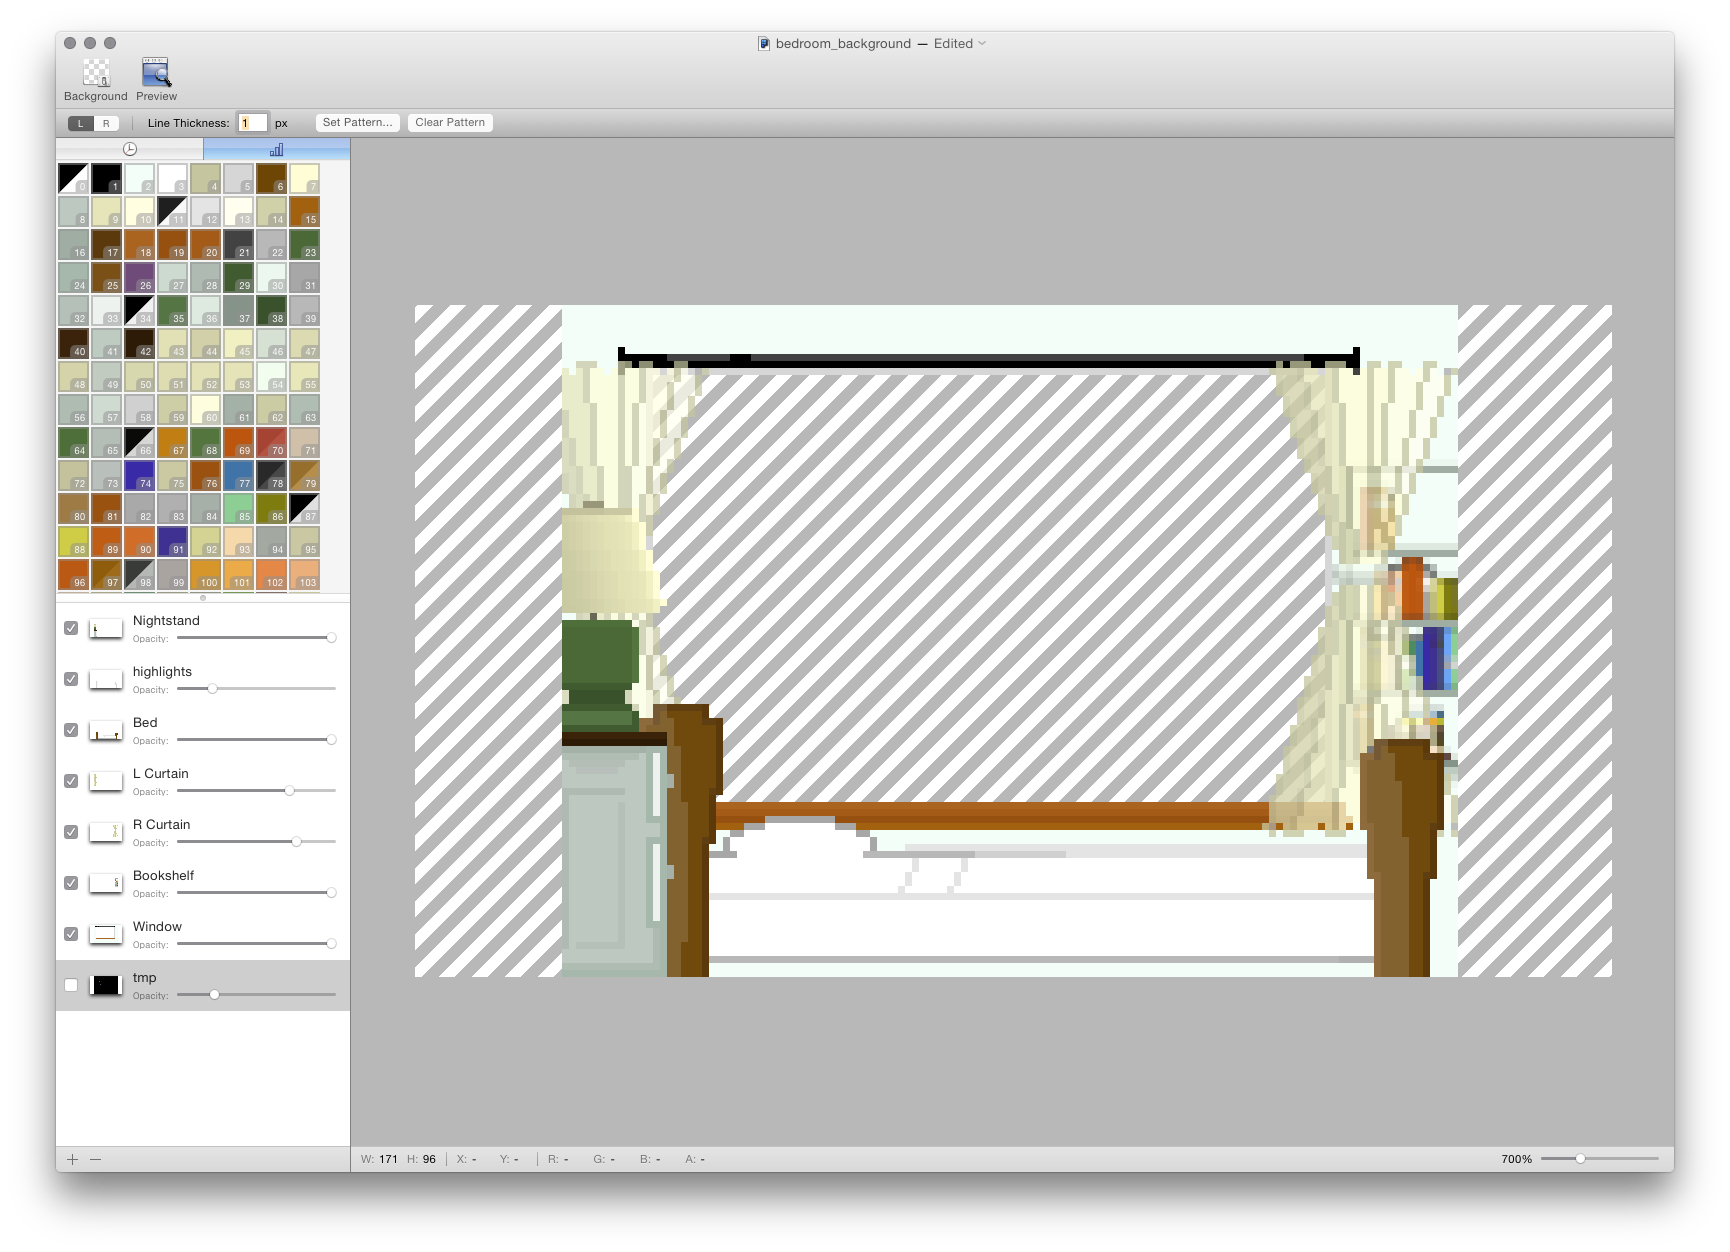 bedroom_background — Edited
Background Preview
L R Line Thickness: 1 px Set Pattern... Clear Pattern
0 1 2 3 4 5 6 7
8 9 10 11 12 13 14 15
16 17 18 19 20 21 22 23
24 25 26 27 28 29 30 31
32 33 34 35 36 37 38 39
40 41 42 43 44 45 46 47
48 49 50 51 52 53 54 55
56 57 58 59 60 61 62 63
64 65 66 67 68 69 70 71
72 73 74 75 76 77 78 79
80 81 82 83 84 85 86 87
88 89 90 91 92 93 94 95
96 97 98 99 100 101 102 103
Nightstand
Opacity:
highlights
Opacity:
Bed
Opacity:
L Curtain
Opacity:
R Curtain
Opacity:
Bookshelf
Opacity:
Window
Opacity:
tmp
Opacity:
W: 171 H: 96 X: - Y: - R: - G: - B: - A: - 700%